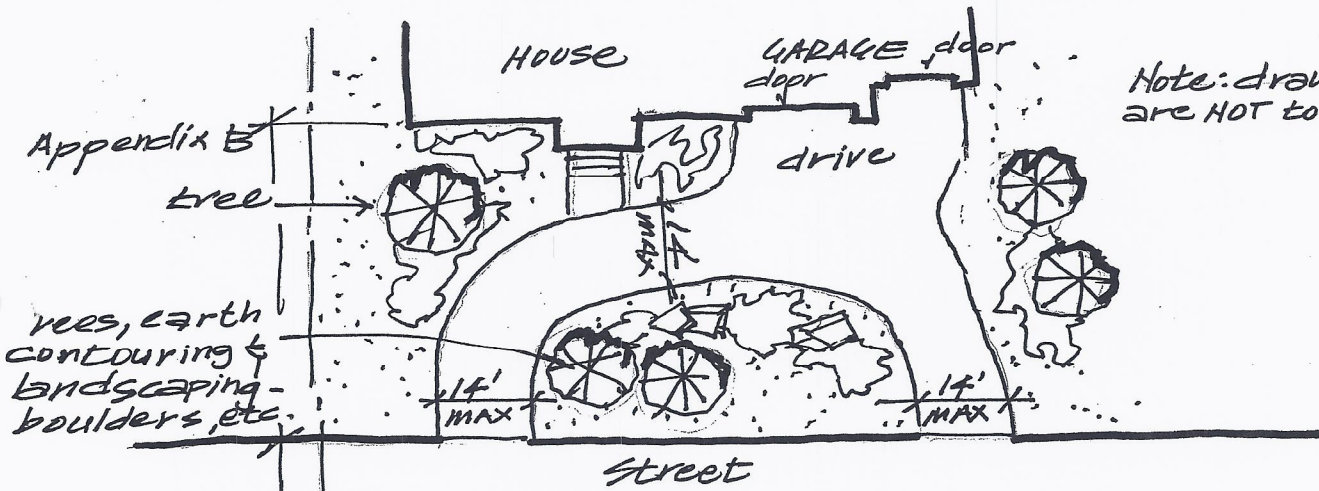 HOUSE
GARAGE door
door
Note:
are NOT to
Appendix B
drive
tree
14'
MAX
rees, earth
contouring &
landscaping-
boulders, etc.
14'
MAX
14'
MAX
Street